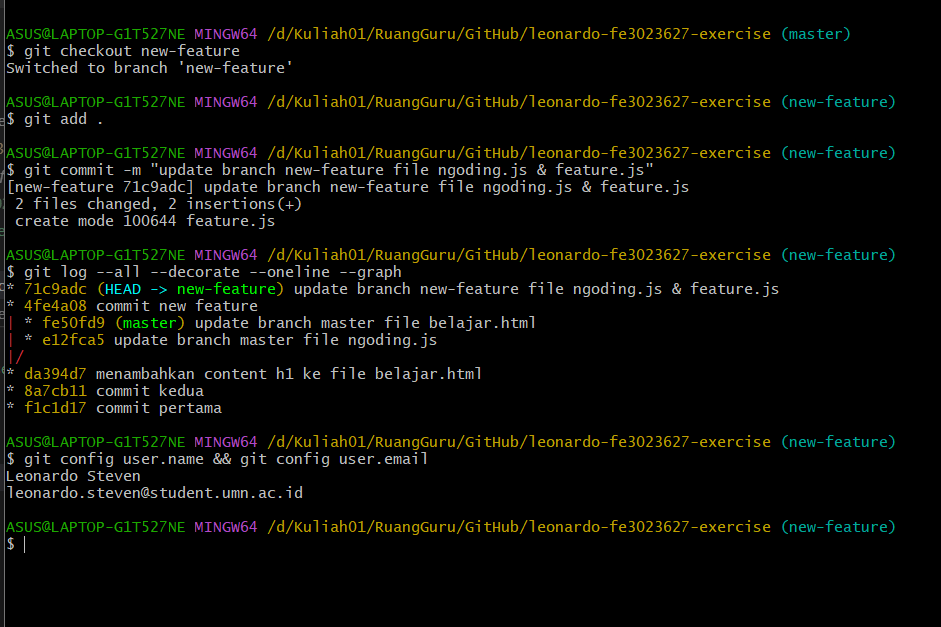 ASUS@LAPTOP-G1T527NE MINGW64 /d/Kuliah01/RuangGuru/GitHub/leonardo-fe3023627-exercise (master)
$ git checkout new-feature
Switched to branch 'new-feature'
ASUS@LAPTOP-G1T527NE MINGW64 /d/Kuliah01/RuangGuru/GitHub/leonardo-fe3023627-exercise (new-feature)
$ git add .
ASUS@LAPTOP-G1T527NE MINGW64 /d/Kuliah01/RuangGuru/GitHub/leonardo-fe3023627-exercise (new-feature)
$ git commit -m "update branch new-feature file ngoding.js & feature.js"
[new-feature 71c9adc] update branch new-feature file ngoding.js & feature.js
 2 files changed, 2 insertions(+)
 create mode 100644 feature.js
ASUS@LAPTOP-G1T527NE MINGW64 /d/Kuliah01/RuangGuru/GitHub/leonardo-fe3023627-exercise (new-feature)
$ git log --all --decorate --oneline --graph
* 71c9adc (HEAD -> new-feature) update branch new-feature file ngoding.js & feature.js
* 4fe4a08 commit new feature
| * fe50fd9 (master) update branch master file belajar.html
| * e12fca5 update branch master file ngoding.js
|/
* da394d7 menambahkan content h1 ke file belajar.html
* 8a7cb11 commit kedua
* f1c1d17 commit pertama
ASUS@LAPTOP-G1T527NE MINGW64 /d/Kuliah01/RuangGuru/GitHub/leonardo-fe3023627-exercise (new-feature)
$ git config user.name && git config user.email
Leonardo Steven
leonardo.steven@student.umn.ac.id
ASUS@LAPTOP-G1T527NE MINGW64 /d/Kuliah01/RuangGuru/GitHub/leonardo-fe3023627-exercise (new-feature)
$